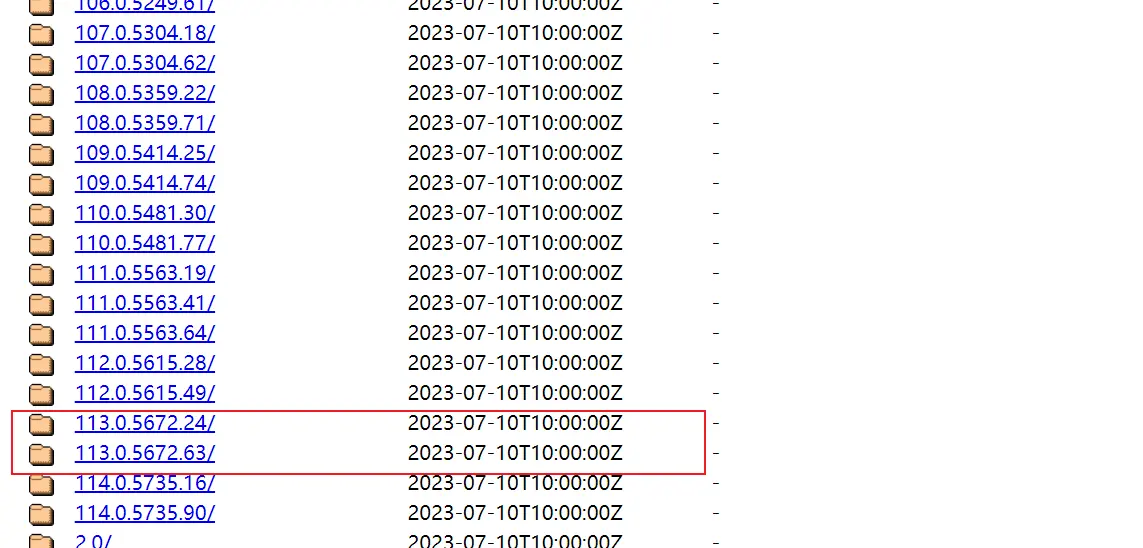 106.0.5249.61/ 2023-07-10T10:00:00Z -
107.0.5304.18/ 2023-07-10T10:00:00Z -
107.0.5304.62/ 2023-07-10T10:00:00Z -
108.0.5359.22/ 2023-07-10T10:00:00Z -
108.0.5359.71/ 2023-07-10T10:00:00Z -
109.0.5414.25/ 2023-07-10T10:00:00Z -
109.0.5414.74/ 2023-07-10T10:00:00Z -
110.0.5481.30/ 2023-07-10T10:00:00Z -
110.0.5481.77/ 2023-07-10T10:00:00Z -
111.0.5563.19/ 2023-07-10T10:00:00Z -
111.0.5563.41/ 2023-07-10T10:00:00Z -
111.0.5563.64/ 2023-07-10T10:00:00Z -
112.0.5615.28/ 2023-07-10T10:00:00Z -
112.0.5615.49/ 2023-07-10T10:00:00Z -
113.0.5672.24/ 2023-07-10T10:00:00Z -
113.0.5672.63/ 2023-07-10T10:00:00Z -
114.0.5735.16/ 2023-07-10T10:00:00Z -
114.0.5735.90/ 2023-07-10T10:00:00Z -
2.0/ 2023-07-10T10:00:00Z -